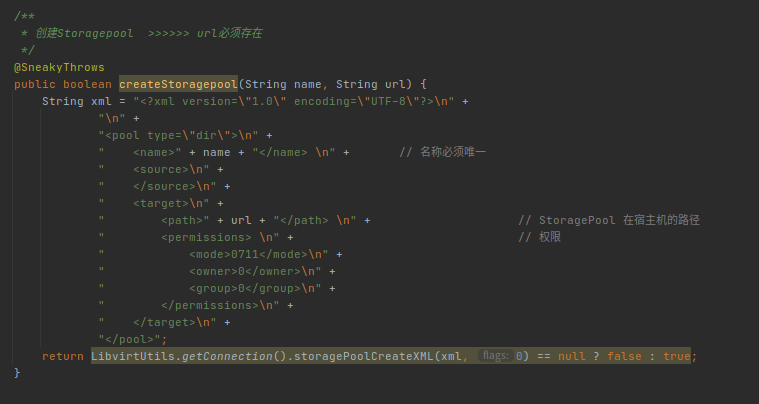 /**
 * 创建Storagepool  >>>>>> url必须存在
 */
@SneakyThrows
public boolean createStoragepool(String name, String url) {
    String xml = "<?xml version=\"1.0\" encoding=\"UTF-8\"?>\n" +
            "\n" +
            "<pool type=\"dir\">\n" +
            "    <name>" + name + "</name> \n" +       // 名称必须唯一
            "    <source>\n" +
            "    </source>\n" +
            "    <target>\n" +
            "        <path>" + url + "</path> \n" +                     // StoragePool 在宿主机的路径
            "        <permissions> \n" +                                // 权限
            "            <mode>0711</mode>\n" +
            "            <owner>0</owner>\n" +
            "            <group>0</group>\n" +
            "        </permissions>\n" +
            "    </target>\n" +
            "</pool>";
    return LibvirtUtils.getConnection().storagePoolCreateXML(xml, flags: 0) == null ? false : true;
}